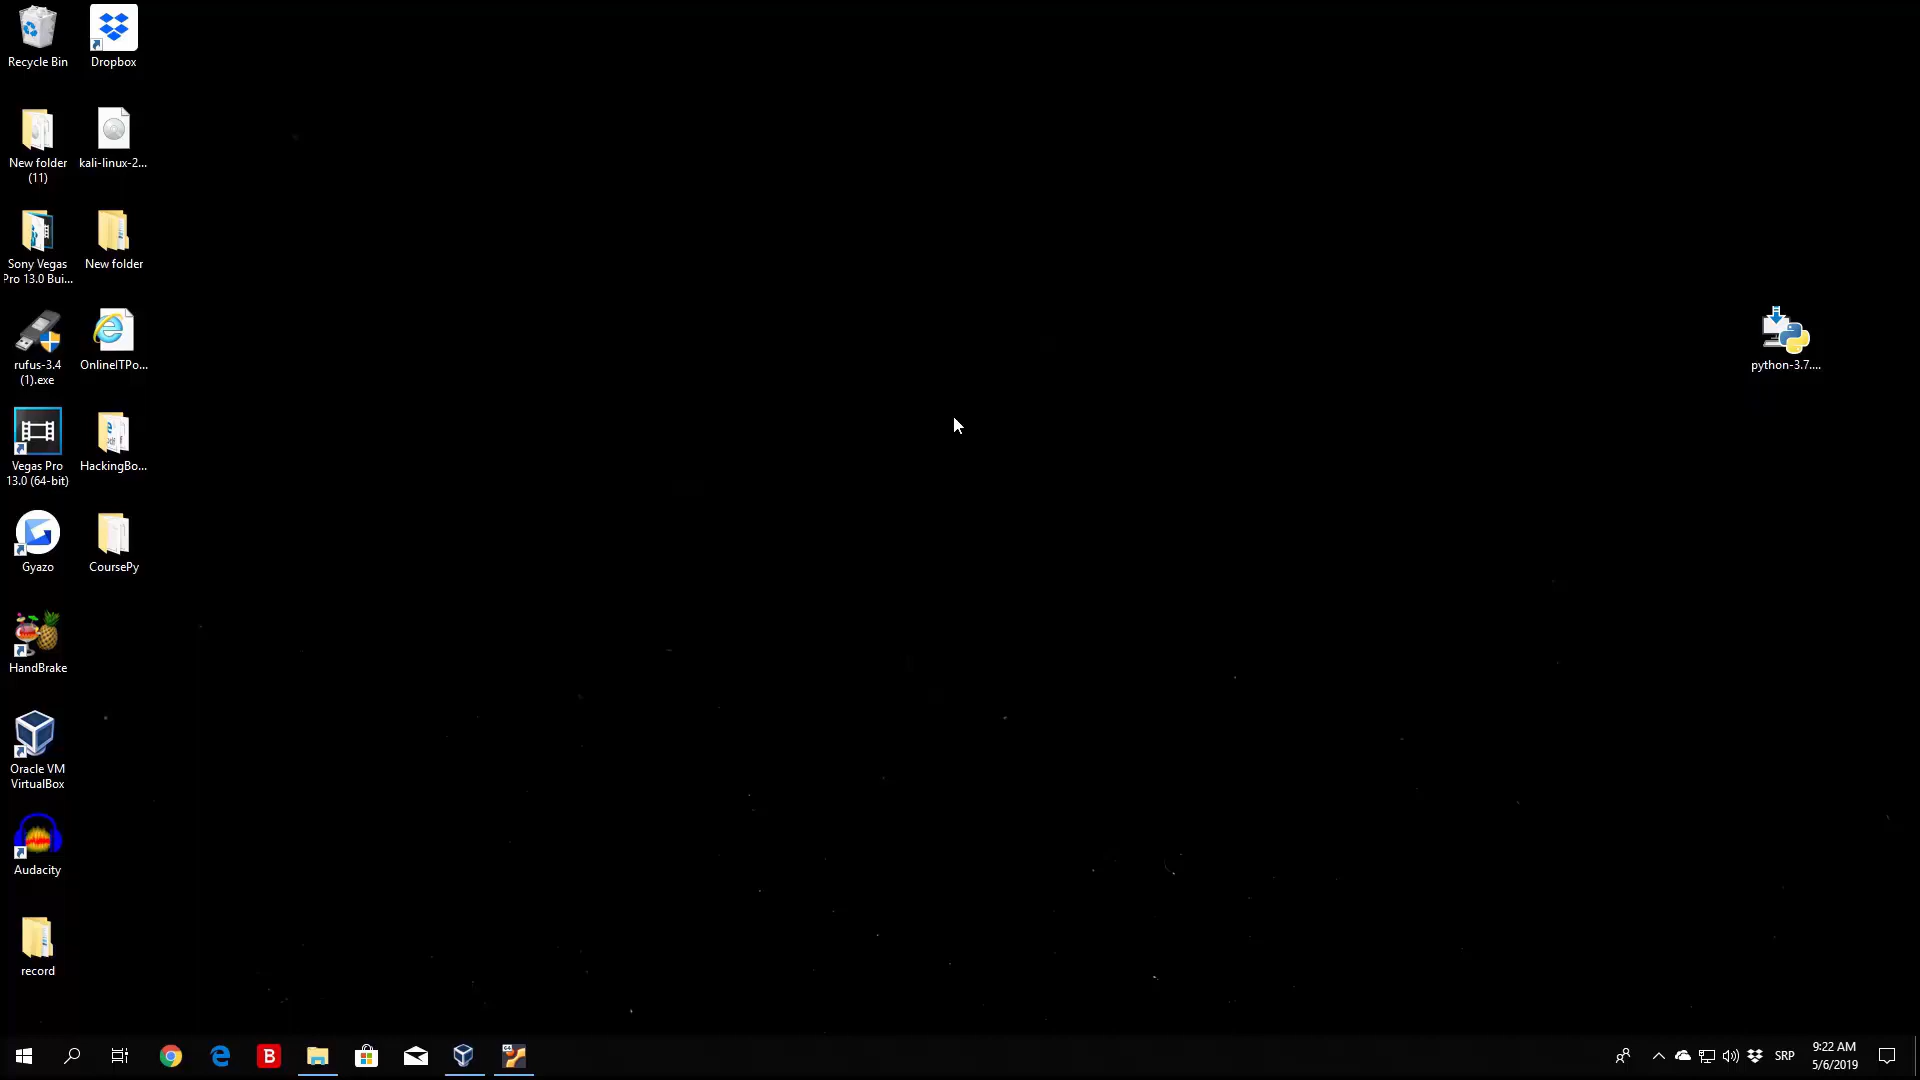 Recycle Bin
Dropbox
New folder
(11)
kali-linux-2...
Sony Vegas
Pro 13.0 Bui...
New folder
rufus-3.4
(1).exe
OnlineITPo...
python-3.7....
Vegas Pro
13.0 (64-bit)
HackingBo...
Gyazo
CoursePy
HandBrake
Oracle VM
VirtualBox
Audacity
record
B
64
SRP
9:22 AM
5/6/2019